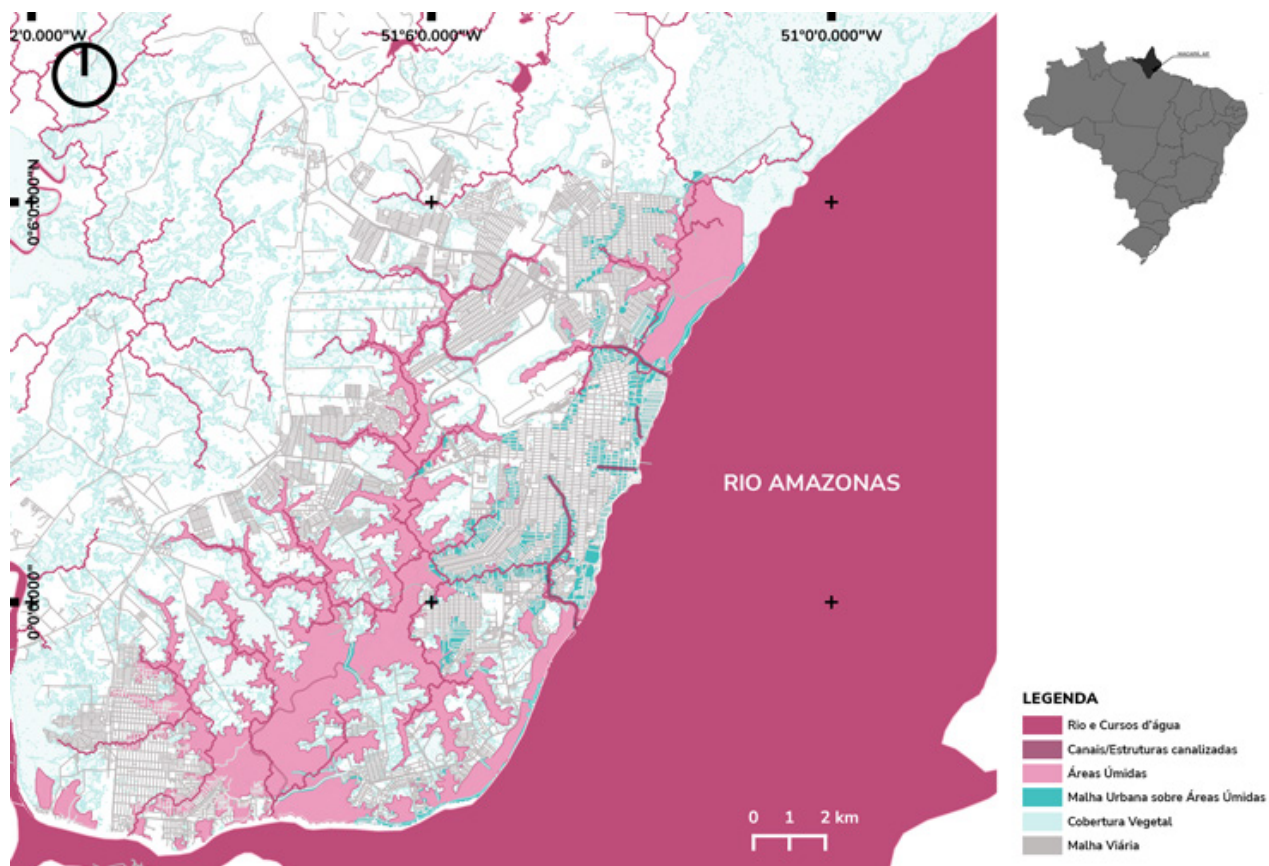 2'0.000"W
51°6'0.000"W
51°0'0.000"W
MACAPÁ, AP
0°6'0.000"N
RIO AMAZONAS
0°0'0.000"
0 1 2 km
LEGENDA
Rio e Cursos d'água
Canais/Estruturas canalizadas
Áreas Úmidas
Malha Urbana sobre Áreas Úmidas
Cobertura Vegetal
Malha Viária